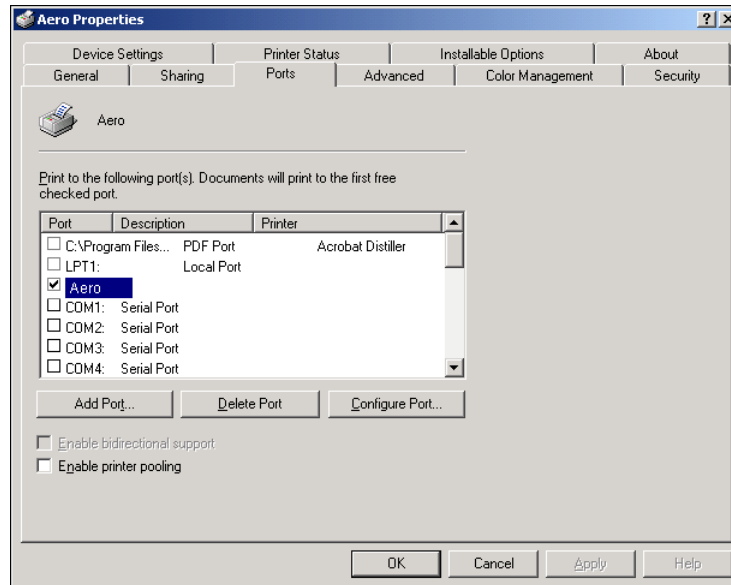 Aero Properties
Device Settings Printer Status Installable Options About
General Sharing Ports Advanced Color Management Security
Aero
Print to the following port(s). Documents will print to the first free
checked port.
Port Description Printer
C:\Program Files... PDF Port Acrobat Distiller
LPT1: Local Port
Aero
COM1: Serial Port
COM2: Serial Port
COM3: Serial Port
COM4: Serial Port
Add Port... Delete Port Configure Port...
Enable bidirectional support
Enable printer pooling
OK Cancel Apply Help